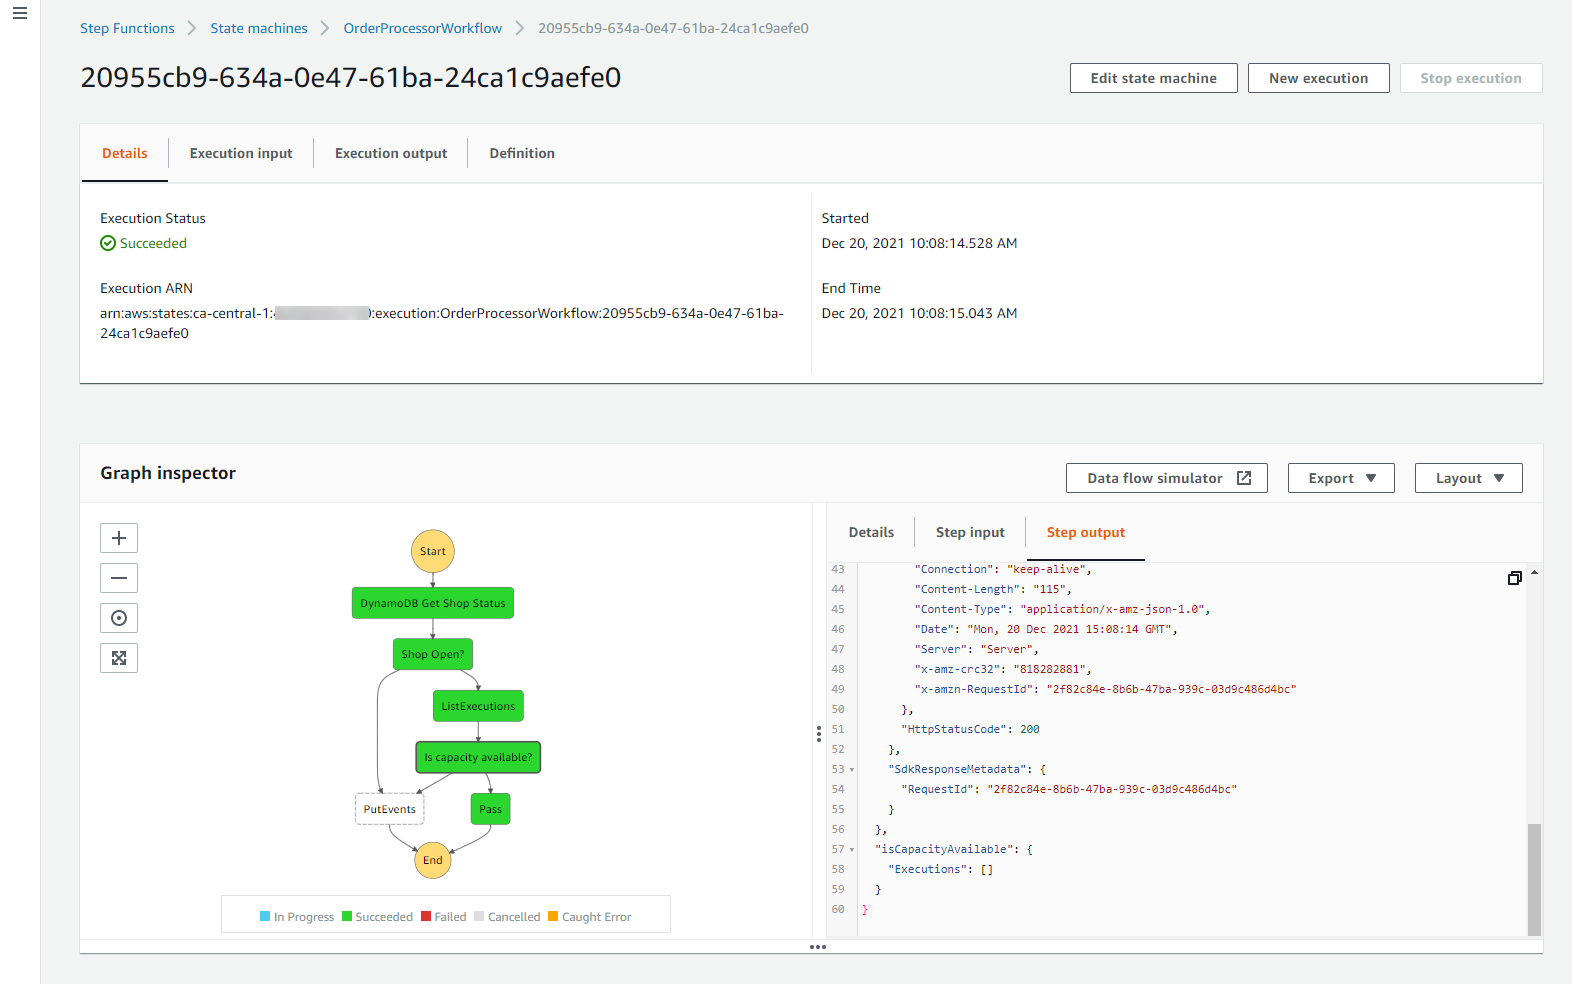 Step Functions > State machines > OrderProcessorWorkflow > 20955cb9-634a-0e47-61ba-24ca1c9aefe0
20955cb9-634a-0e47-61ba-24ca1c9aefe0
Edit state machine
New execution
Stop execution
Details
Execution input
Execution output
Definition
Execution Status
Succeeded
Execution ARN
arn:aws:states:ca-central-1: :execution:OrderProcessorWorkflow:20955cb9-634a-0e47-61ba-
24ca1c9aefe0
Started
Dec 20, 2021 10:08:14.528 AM
End Time
Dec 20, 2021 10:08:15.043 AM
Graph inspector
Data flow simulator
Export
Layout
Start
DynamoDB Get Shop Status
Shop Open?
ListExecutions
Is capacity available?
PutEvents
Pass
End
In Progress
Succeeded
Failed
Cancelled
Caught Error
Details
Step input
Step output
43 "Connection": "keep-alive",
44 "Content-Length": "115",
45 "Content-Type": "application/x-amz-json-1.0",
46 "Date": "Mon, 20 Dec 2021 15:08:14 GMT",
47 "Server": "Server",
48 "x-amz-crc32": "818282881",
49 "x-amzn-RequestId": "2f82c84e-8b6b-47ba-939c-03d9c486d4bc"
50 },
51 "HttpStatusCode": 200
52 },
53 "SdkResponseMetadata": {
54 "RequestId": "2f82c84e-8b6b-47ba-939c-03d9c486d4bc"
55 }
56 },
57 "isCapacityAvailable": {
58 "Executions": []
59 }
60 }